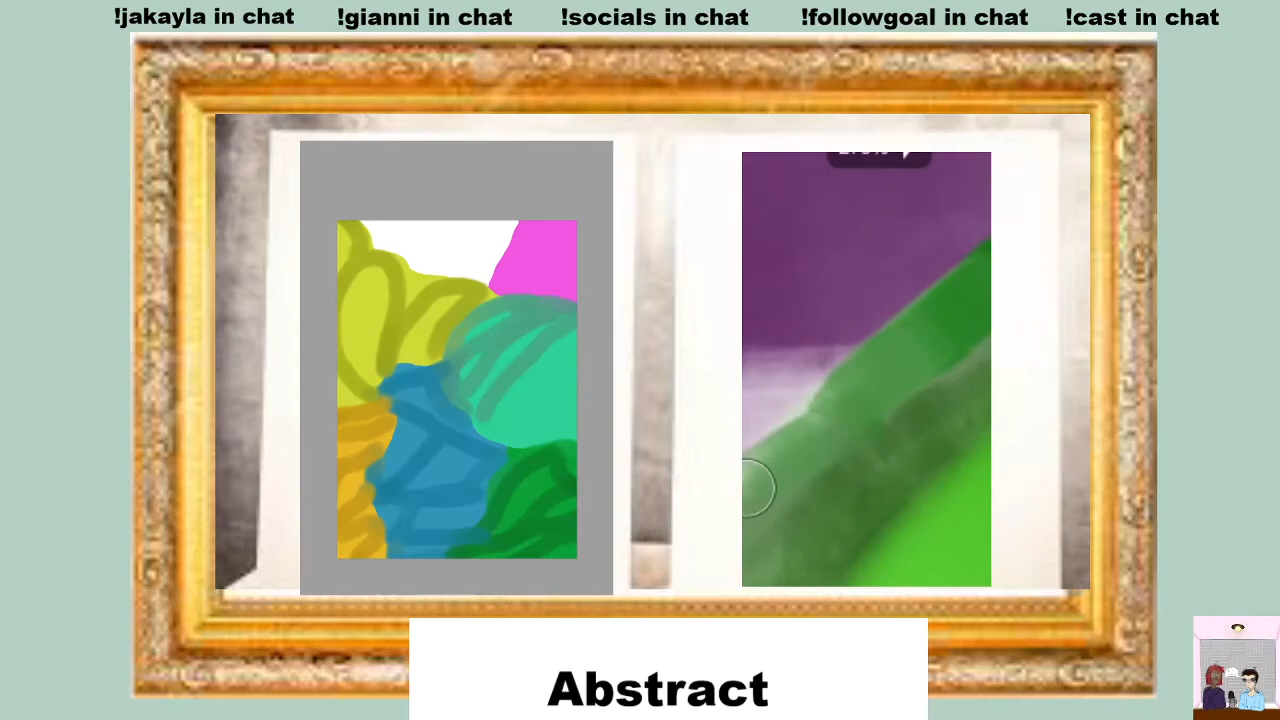 !jakayla in chat
!gianni in chat
!socials in chat
!followgoal in chat
!cast in chat
Abstract